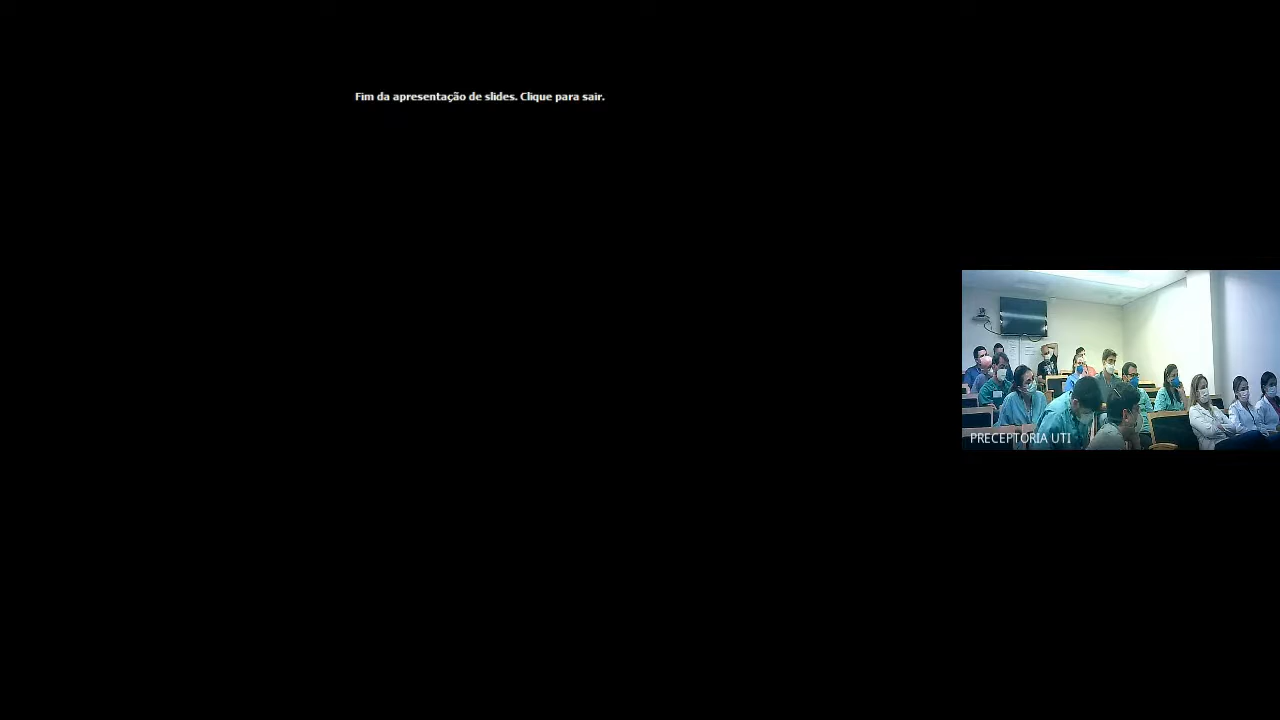 Fim da apresentação de slides. Clique para sair.
PRECEPTORIA UTI